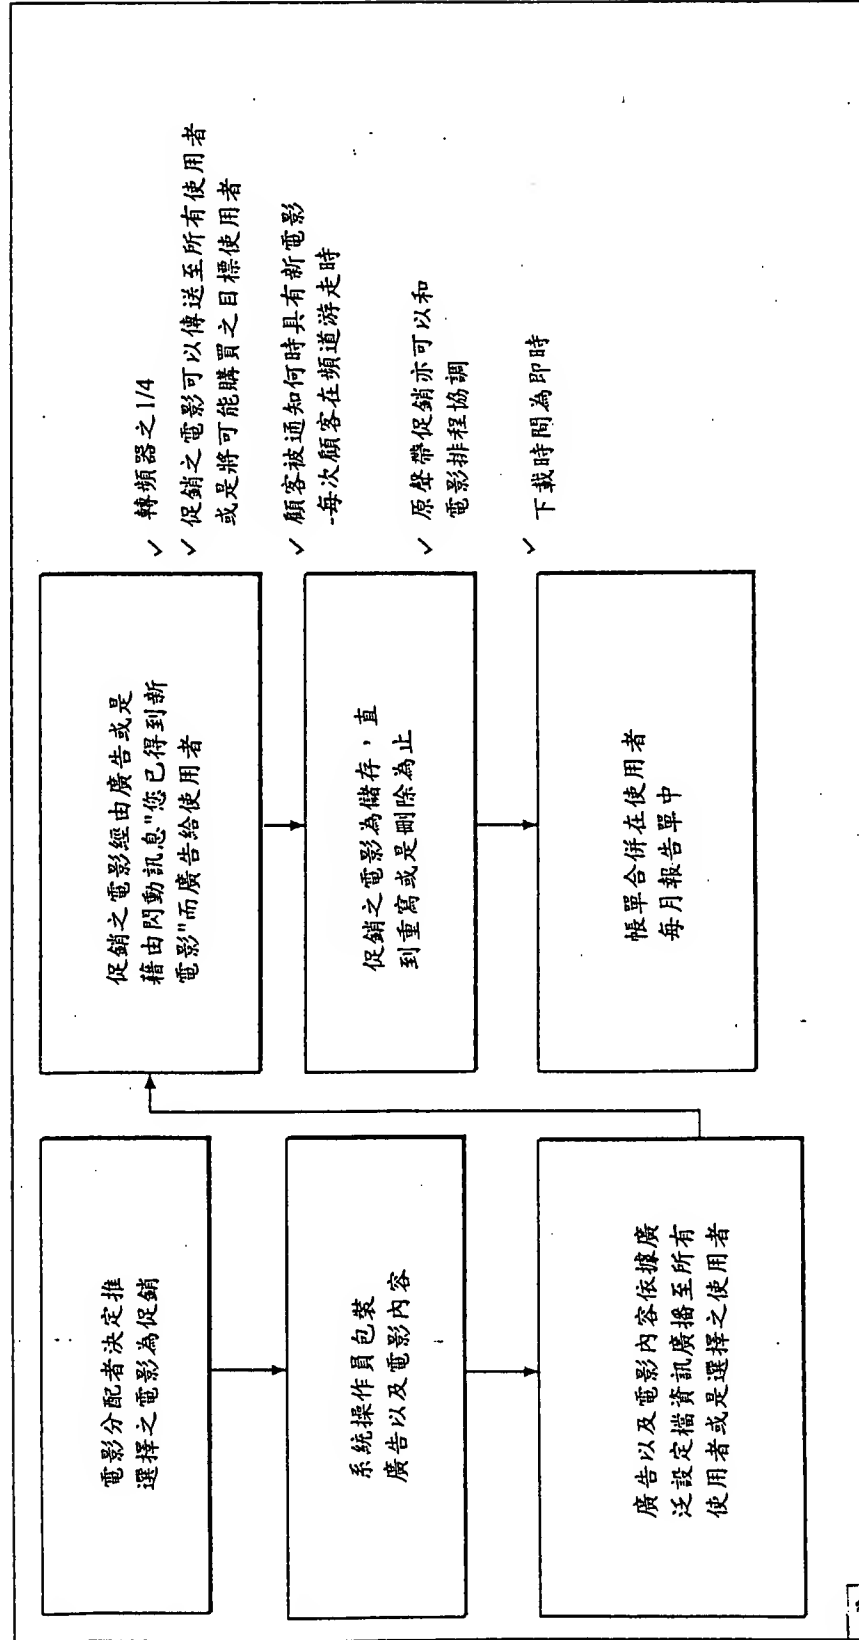 電影分配者決定推
選擇之電影為促銷
系統操作員包裝
廣告以及電影內容
廣告以及電影內容依據廣
泛設定檔資訊廣播至所有
使用者或是選擇之使用者
促銷之電影經由廣告或是
藉由閃動訊息"您已得到新
電影"而廣告給使用者
促銷之電影為儲存，直
到重寫或是刪除為止
帳單合併在使用者
每月報告單中
✓ 轉頻器之1/4
✓ 促銷之電影可以傳送至所有使用者
或是將可能購買之目標使用者
✓ 顧客被通知何時具有新電影
-每次顧客在頻道游走時
✓ 原聲帶促銷亦可以和
電影排程協調
✓ 下載時間為即時